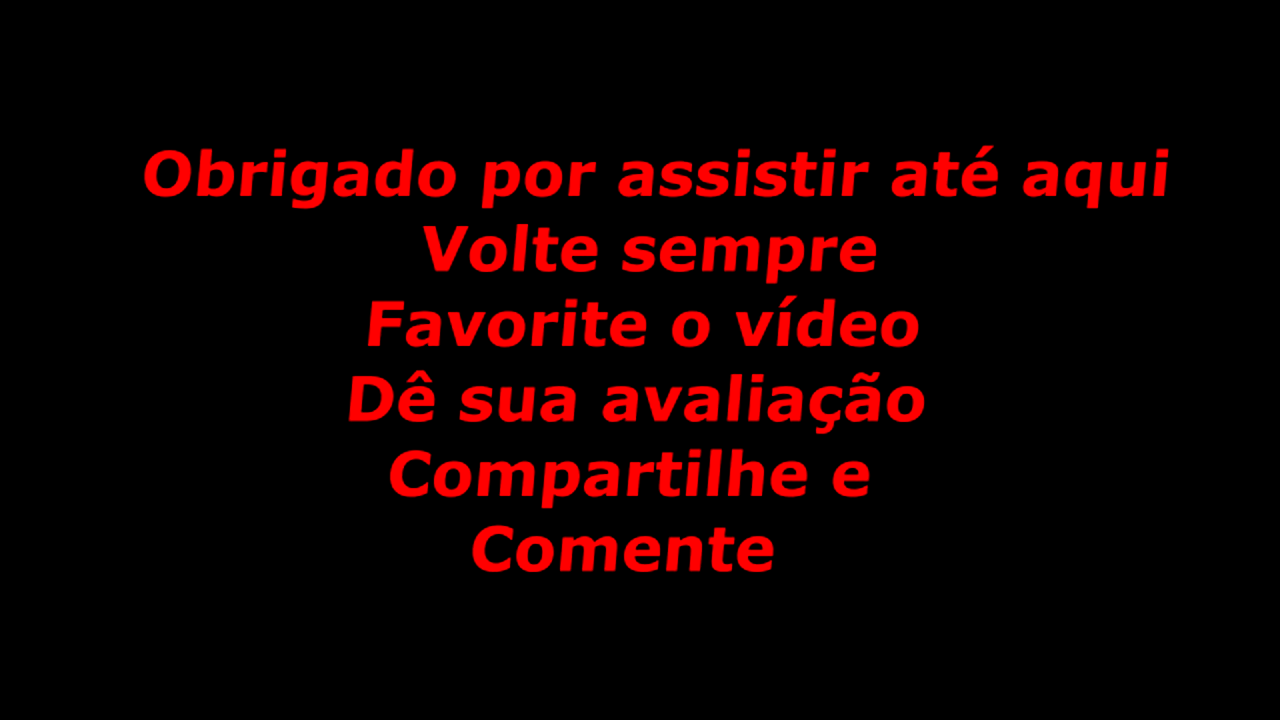 Obrigado por assistir até aqui
Volte sempre
Favorite o vídeo
Dê sua avaliação
Compartilhe e
Comente